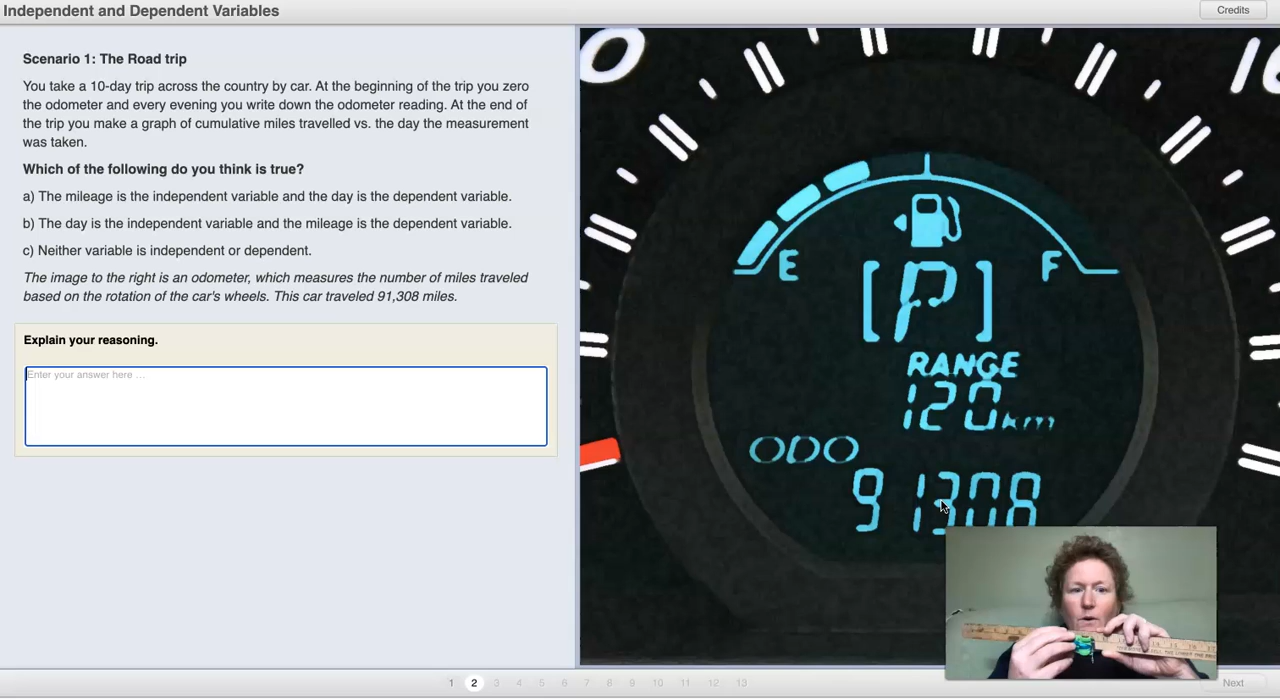 Independent and Dependent Variables
Credits
Scenario 1: The Road trip
You take a 10-day trip across the country by car. At the beginning of the trip you zero
the odometer and every evening you write down the odometer reading. At the end of
the trip you make a graph of cumulative miles travelled vs. the day the measurement
was taken.
Which of the following do you think is true?
a) The mileage is the independent variable and the day is the dependent variable.
b) The day is the independent variable and the mileage is the dependent variable.
c) Neither variable is independent or dependent.
The image to the right is an odometer, which measures the number of miles traveled
based on the rotation of the car's wheels. This car traveled 91,308 miles.
Explain your reasoning.
Enter your answer here ...
E
F
[P]
RANGE
120 km
ODO
91308
1 2 3 4 5 6 7 8 9 10 11 12 13
Next